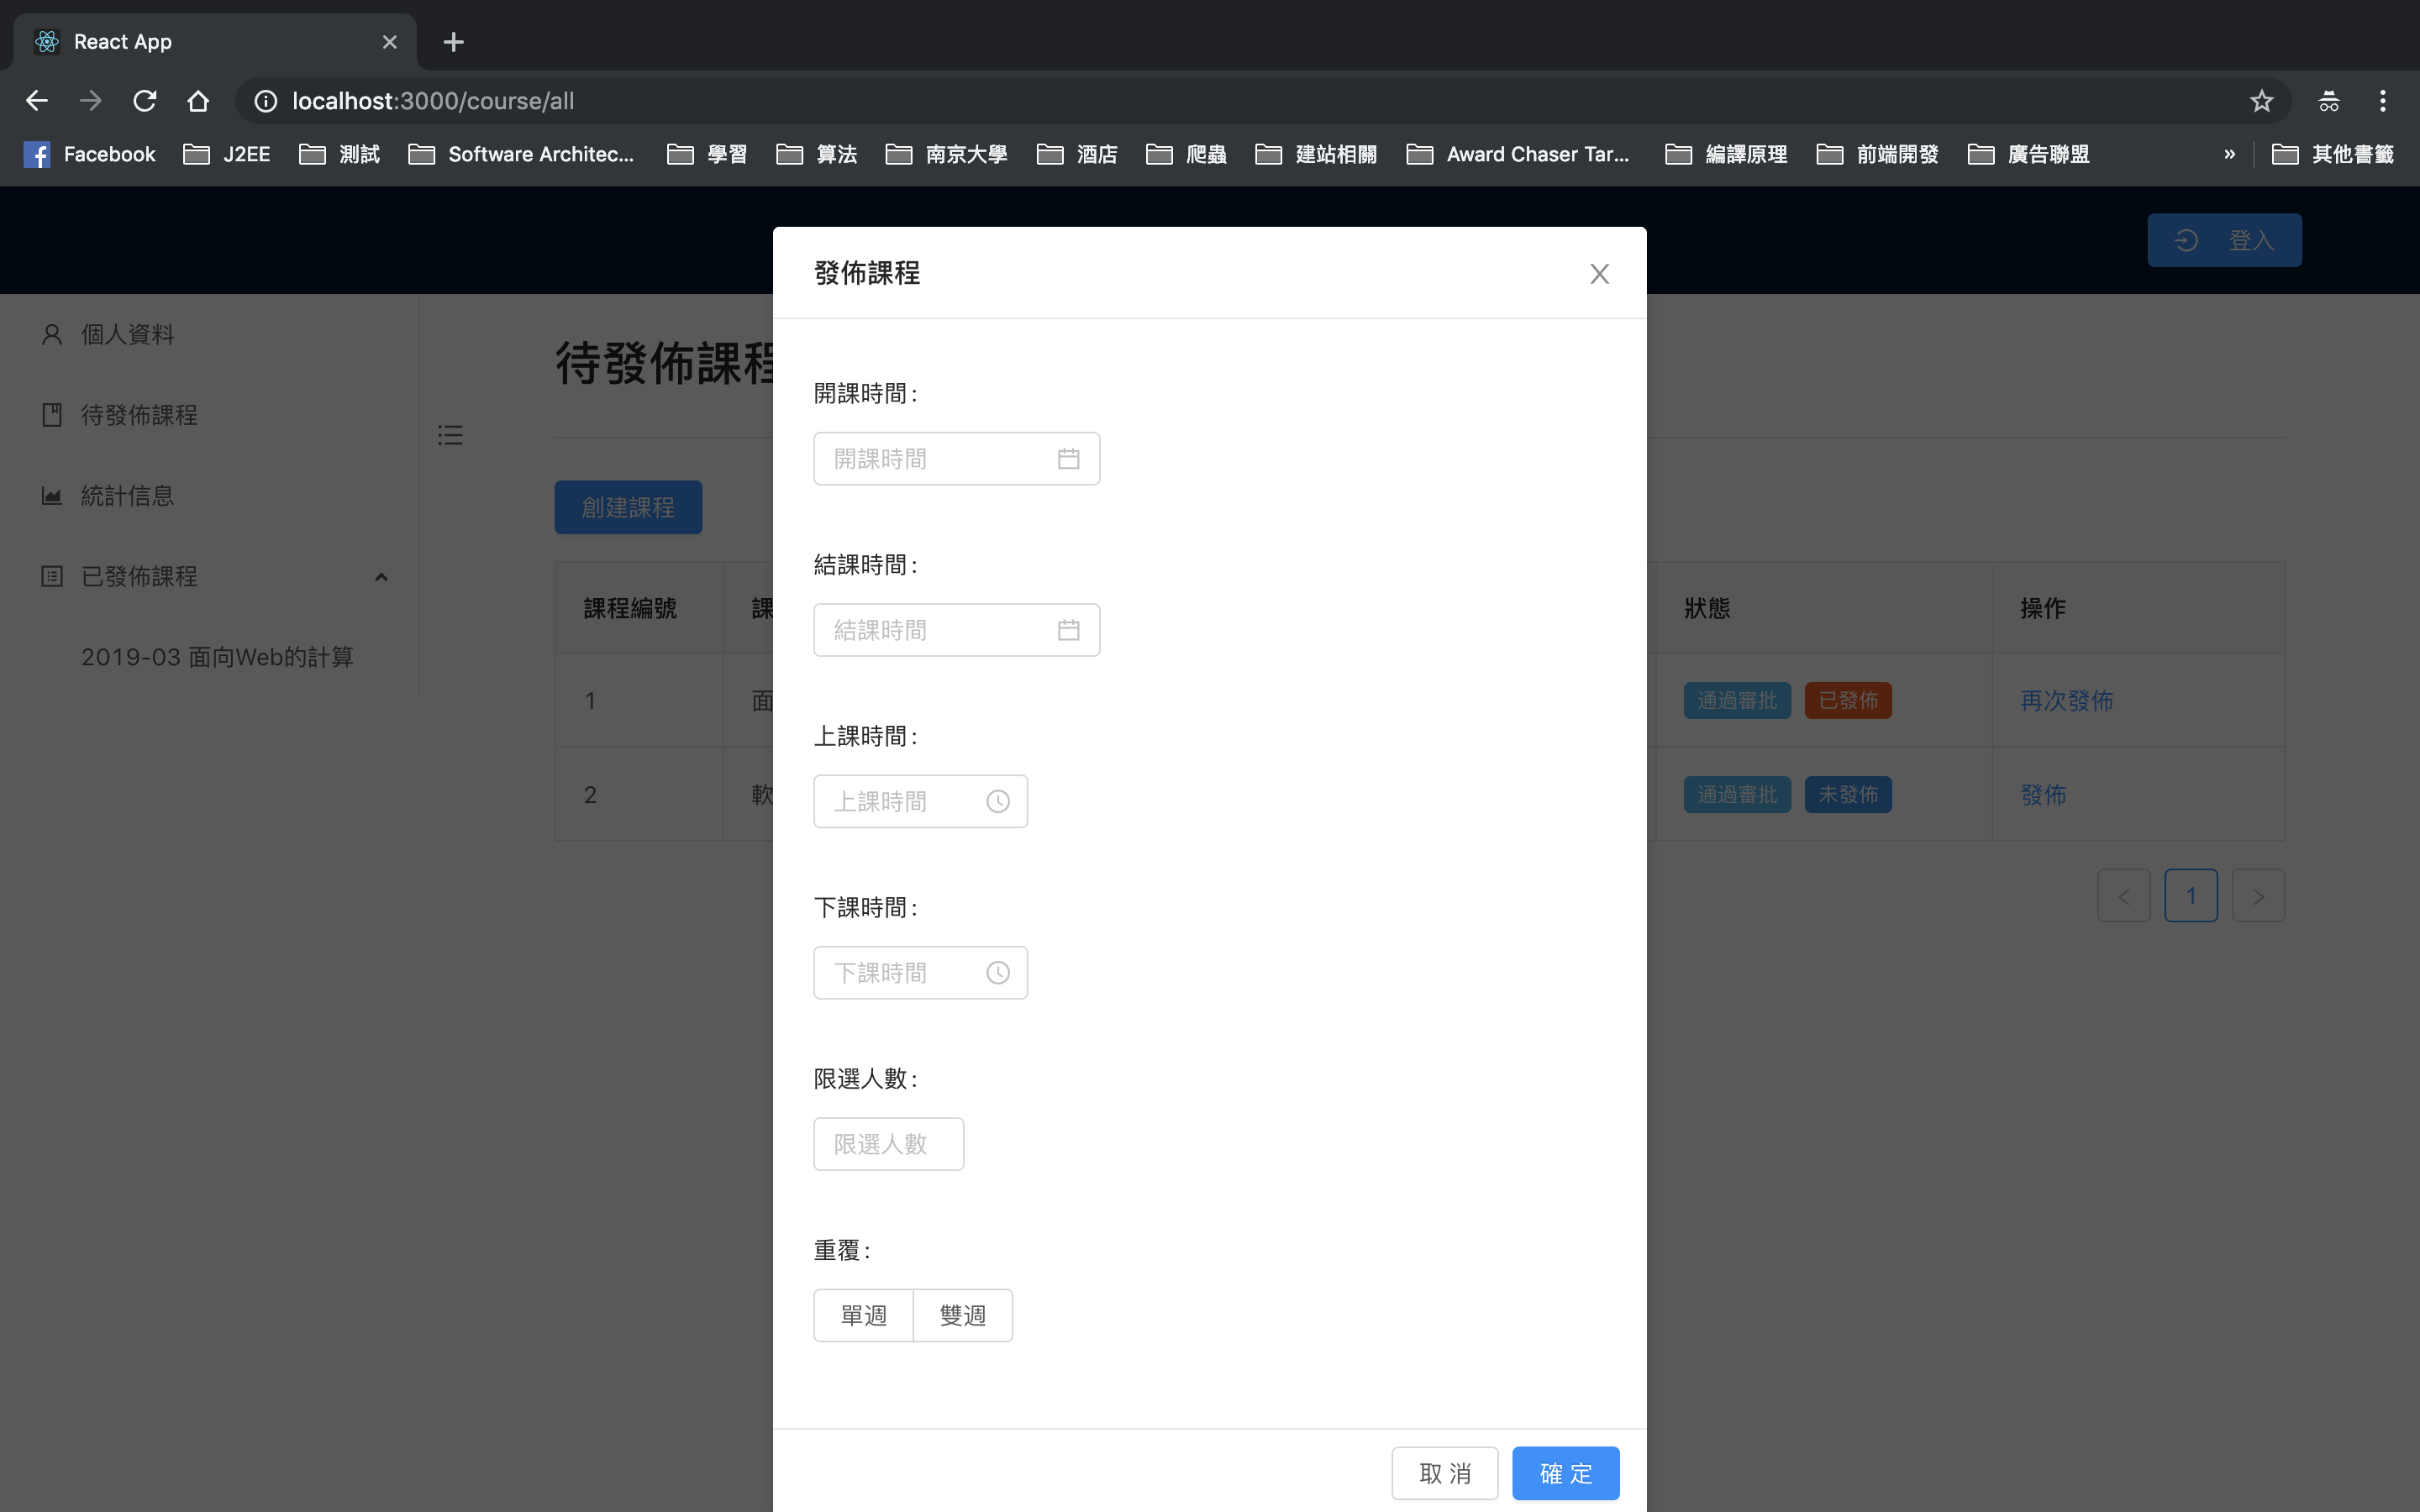 React App
localhost:3000/course/all
Facebook J2EE 測試 Software Architec... 學習 算法 南京大學 酒店 爬蟲 建站相關 Award Chaser Tar... 編譯原理 前端開發 廣告聯盟 » 其他書籤
登入
個人資料
待發佈課程
統計信息
已發佈課程
2019-03 面向Web的計算
待發佈課程
創建課程
課程編號 課 狀態 操作
1 面 通過審批 已發佈 再次發佈
2 軟 通過審批 未發佈 發佈
< 1 >
發佈課程
開課時間:
開課時間
結課時間:
結課時間
上課時間:
上課時間
下課時間:
下課時間
限選人數:
限選人數
重覆:
單週 雙週
取 消 確 定